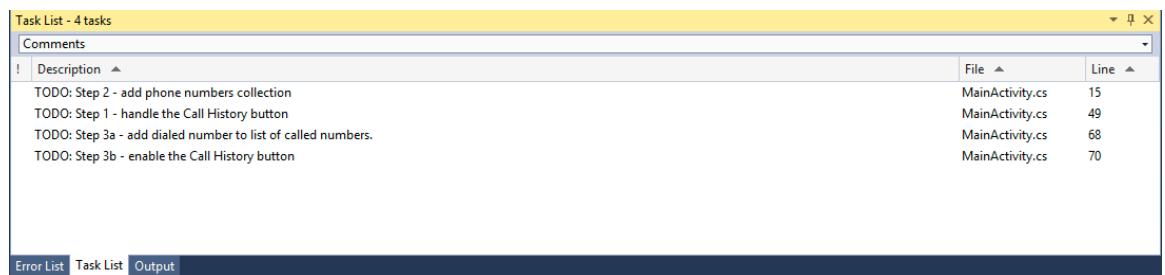 Task List - 4 tasks
Comments
! Description File Line
TODO: Step 2 - add phone numbers collection MainActivity.cs 15
TODO: Step 1 - handle the Call History button MainActivity.cs 49
TODO: Step 3a - add dialed number to list of called numbers. MainActivity.cs 68
TODO: Step 3b - enable the Call History button MainActivity.cs 70
Error List Task List Output